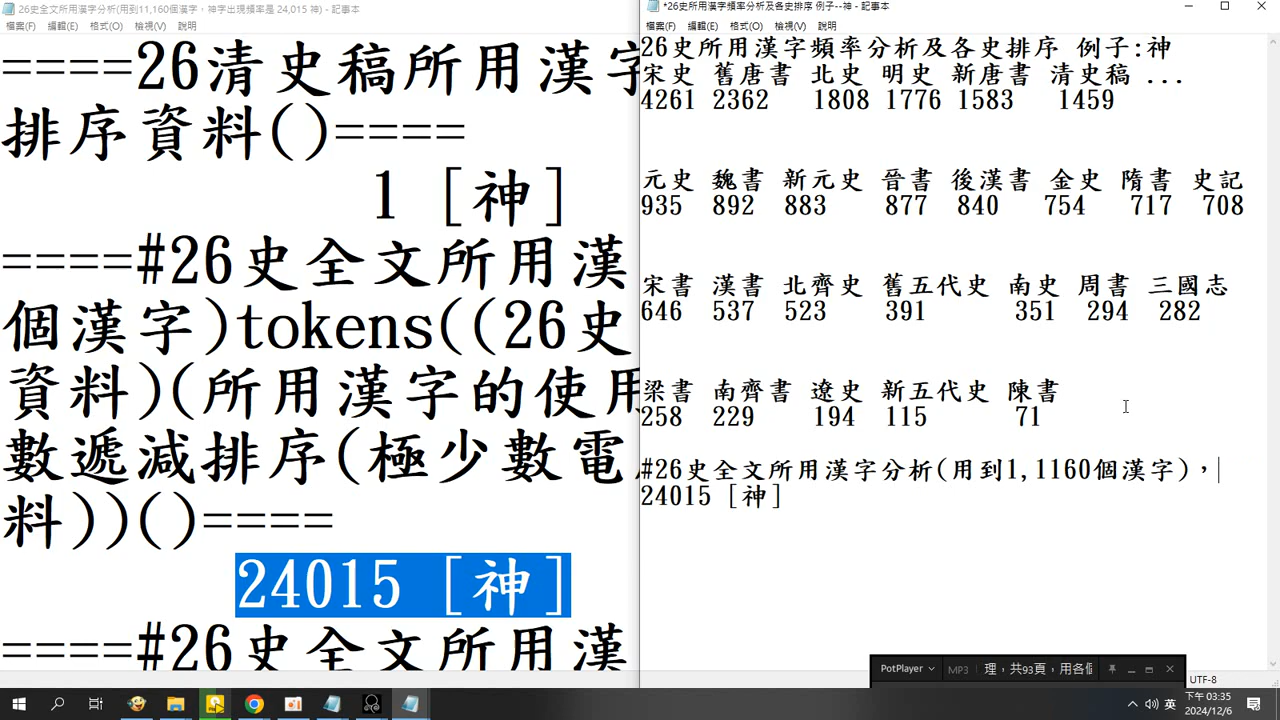 26史全文所用漢字分析(用到11,160個漢字，神字出現頻率是 24,015 神) - 記事本
檔案(F) 編輯(E) 格式(O) 檢視(V) 說明
====26清史稿所用漢字
排序資料()====
1 [神]
====#26史全文所用漢
個漢字)tokens((26史
資料)(所用漢字的使用
數遞減排序(極少數電
料))()====
24015 [神]
====#26史全文所用漢
*26史所用漢字頻率分析及各史排序 例子--神 - 記事本
檔案(F) 編輯(E) 格式(O) 檢視(V) 說明
26史所用漢字頻率分析及各史排序 例子:神
宋史 舊唐書 北史 明史 新唐書 清史稿 ...
4261 2362 1808 1776 1583 1459
元史 魏書 新元史 晉書 後漢書 金史 隋書 史記
935 892 883 877 840 754 717 708
宋書 漢書 北齊史 舊五代史 南史 周書 三國志
646 537 523 391 351 294 282
梁書 南齊書 遼史 新五代史 陳書
258 229 194 115 71
#26史全文所用漢字分析(用到1,1160個漢字)，
24015 [神]
PotPlayer MP3 理，共93頁，用各個
UTF-8
英
下午 03:35
2024/12/6